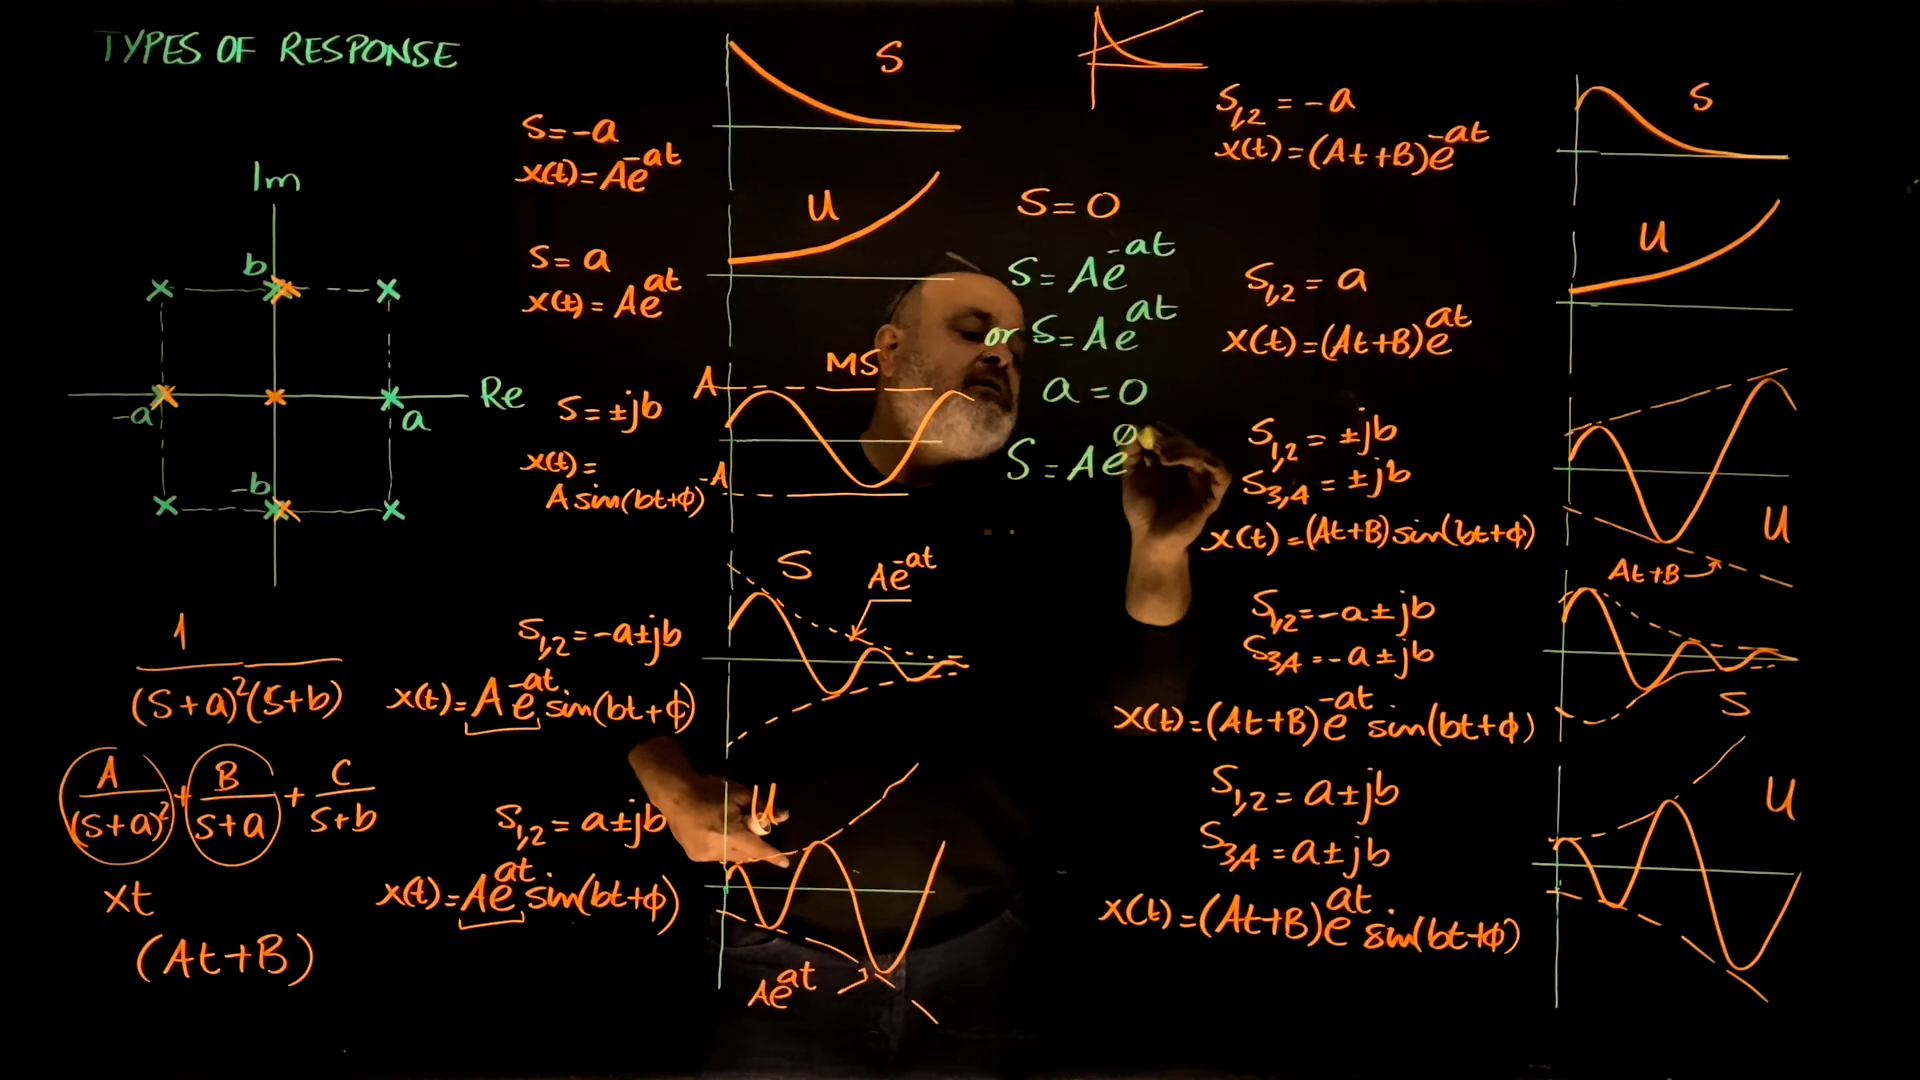 TYPES OF RESPONSE
Im
b
Re
-a
a
-b
1
(S+a)²(S+b)
A/(S+a)² + B/(S+a) + C/(S+b)
xt
(At+B)
S=-a
x(t)=Ae^-at
S
S=a
x(t)=Ae^at
U
S=±jb
x(t)=
A sin(bt+ϕ)
A
MS
-A
S1,2=-a±jb
x(t)=Ae^-at sin(bt+ϕ)
S
Ae^-at
S1,2=a±jb
x(t)=Ae^at sin(bt+ϕ)
U
Ae^at
S=0
S=Ae^-at
or S=Ae^at
a=0
S=Ae^0
S1,2=-a
x(t)=(At+B)e^-at
S
S1,2=a
x(t)=(At+B)e^at
U
S1,2=±jb
S3,4=±jb
x(t)=(At+B)sin(bt+ϕ)
U
At+B
S1,2=-a±jb
S3,4=-a±jb
x(t)=(At+B)e^-at sin(bt+ϕ)
S
S1,2=a±jb
S3,4=a±jb
x(t)=(At+B)e^at sin(bt+ϕ)
U